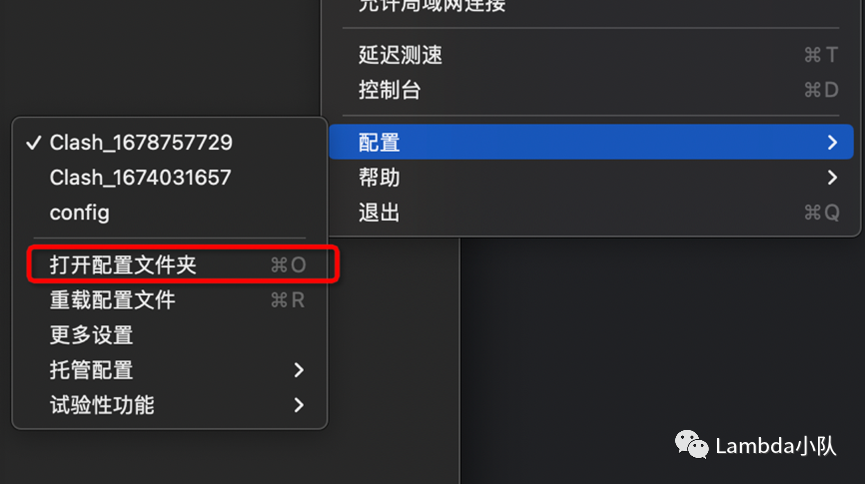 允许局域网连接
延迟测速 ⌘T
控制台 ⌘D
配置
帮助
退出 ⌘Q
✓ Clash_1678757729
Clash_1674031657
config
打开配置文件夹 ⌘O
重载配置文件 ⌘R
更多设置
托管配置
试验性功能
Lambda小队